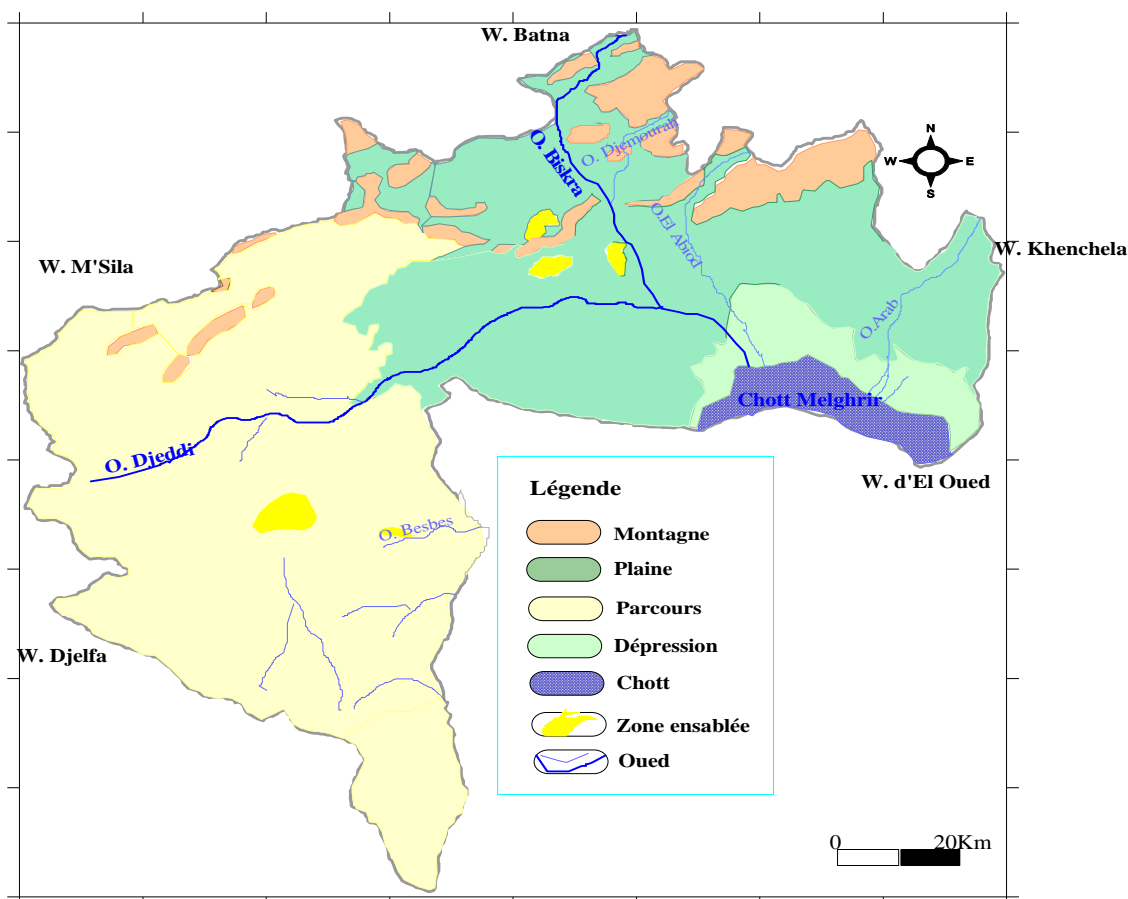 W. Batna
N
W
E
S
O. Biskra
O. Djemourah
O.El Abiod
W. Khenchela
W. M'Sila
O.Arab
Chott Melghrir
O. Djeddi
W. d'El Oued
O. Besbes
W. Djelfa
Légende
Montagne
Plaine
Parcours
Dépression
Chott
Zone ensablée
Oued
0 20Km